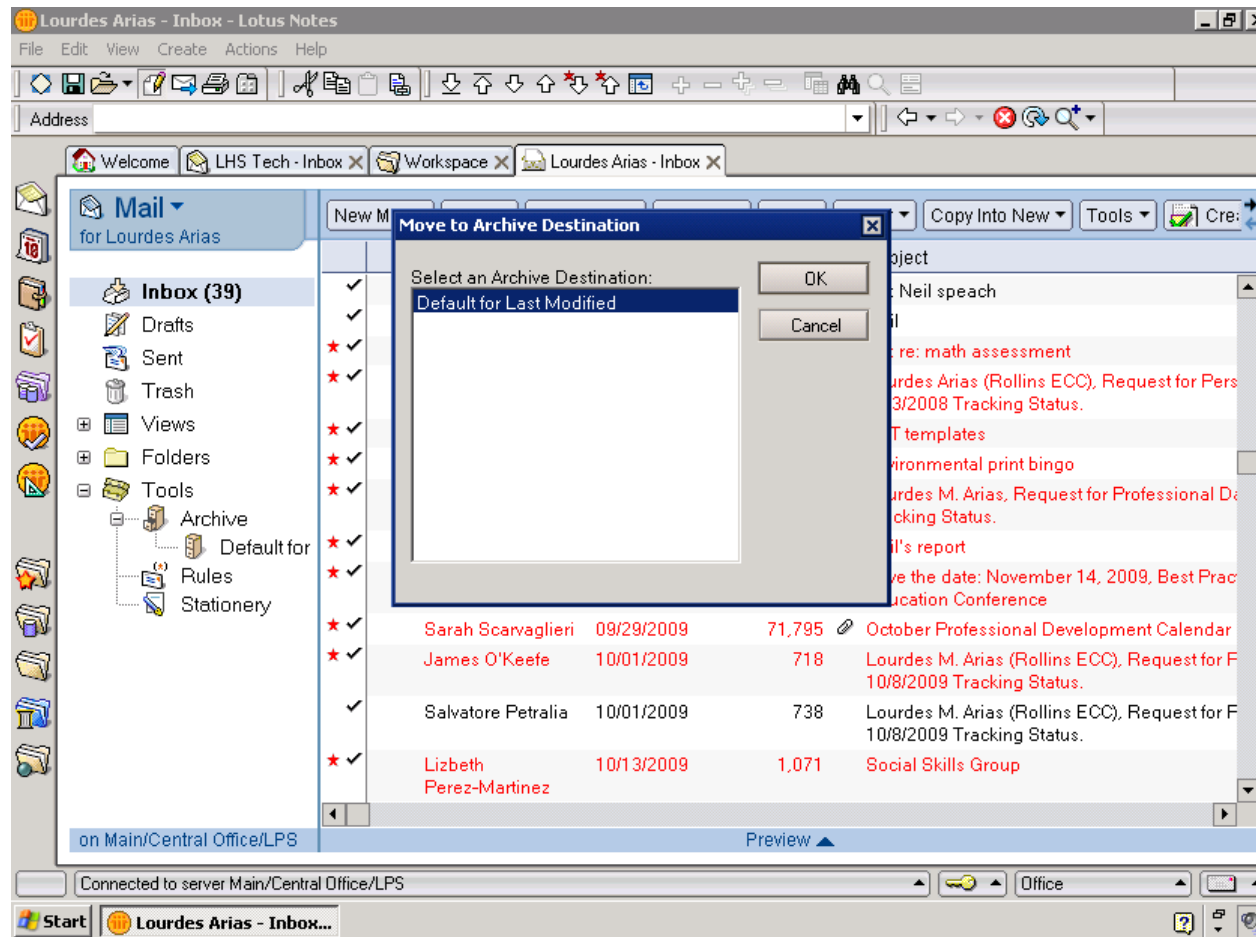 Lourdes Arias - Inbox - Lotus Notes
File Edit View Create Actions Help
Address
Welcome LHS Tech - Inbox Workspace Lourdes Arias - Inbox
Mail
for Lourdes Arias
New M Copy Into New Tools Cre
Inbox (39)
Drafts
Sent
Trash
Views
Folders
Tools
Archive
Default for
Rules
Stationery
on Main/Central Office/LPS
Move to Archive Destination
Select an Archive Destination:
Default for Last Modified
OK
Cancel
bject
: Neil speach
il
: re: math assessment
urdes Arias (Rollins ECC), Request for Pers
3/2008 Tracking Status.
T templates
vironmental print bingo
urdes M. Arias, Request for Professional Da
cking Status.
il's report
ve the date: November 14, 2009, Best Prac
ucation Conference
Sarah Scarvaglieri 09/29/2009 71,795 October Professional Development Calendar
James O'Keefe 10/01/2009 718 Lourdes M. Arias (Rollins ECC), Request for F
10/8/2009 Tracking Status.
Salvatore Petralia 10/01/2009 738 Lourdes M. Arias (Rollins ECC), Request for F
10/8/2009 Tracking Status.
Lizbeth 10/13/2009 1,071 Social Skills Group
Perez-Martinez
Preview
Connected to server Main/Central Office/LPS Office
Start Lourdes Arias - Inbox...